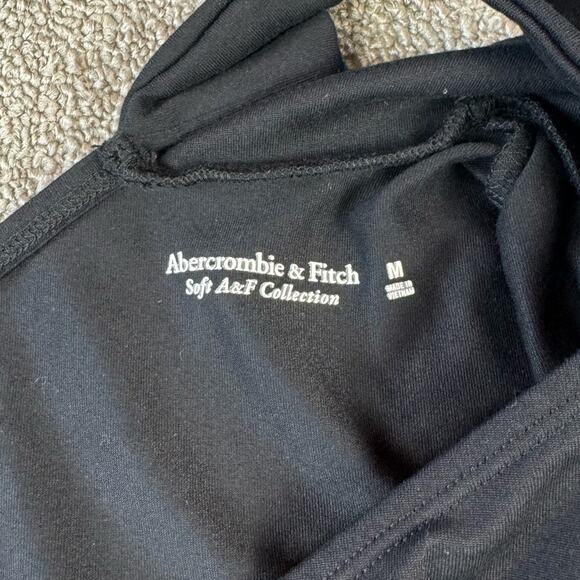 Abercrombie & Fitch
Soft A&F Collection
M
MADE IN
VIETNAM